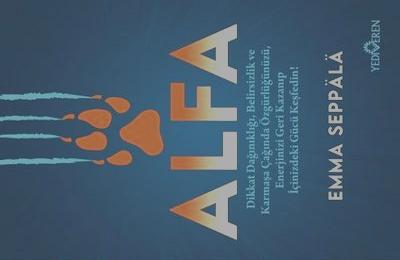 ALFA
Dikkat Dağınıklığı, Belirsizlik ve
Karmaşa Çağında Özgürlüğünüzü,
Enerjinizi Geri Kazanıp
İçinizdeki Gücü Keşfedin!
EMMA SEPPÄLÄ
YEDİVEREN